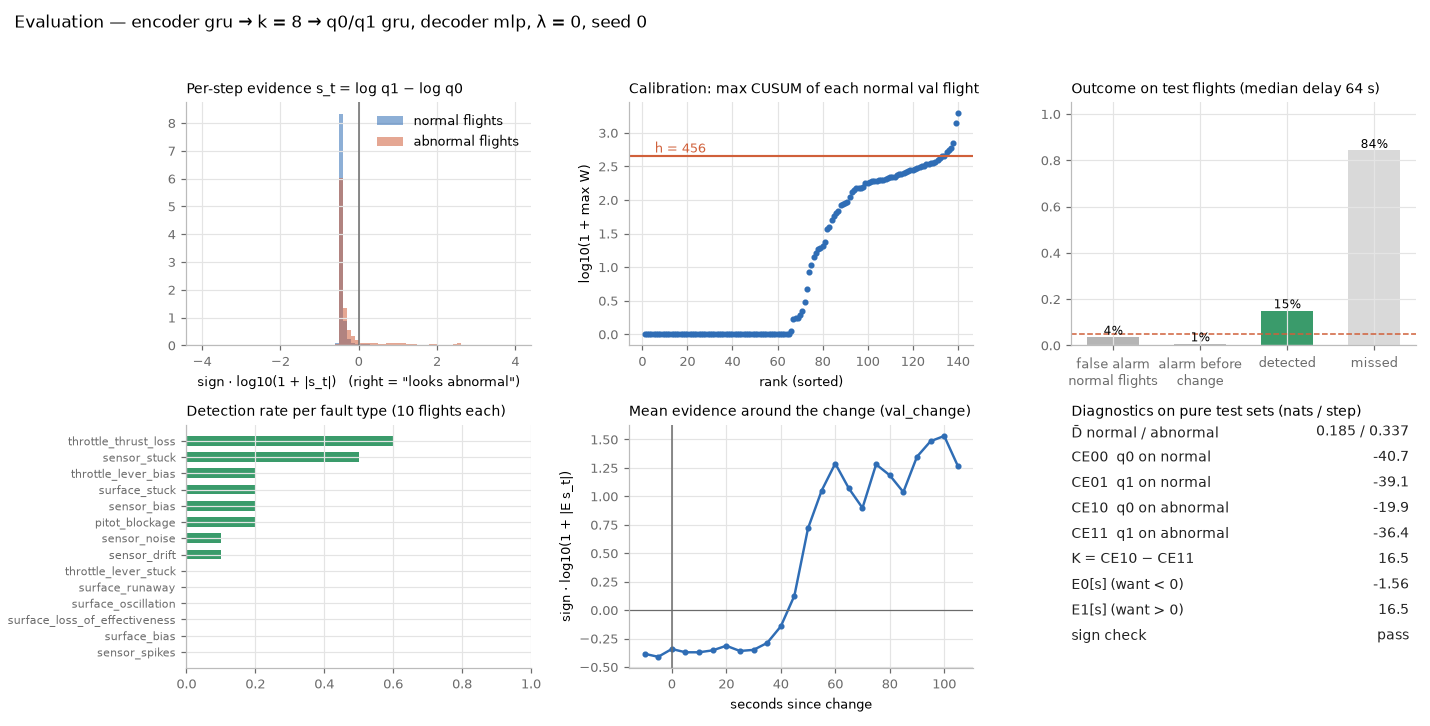 Evaluation — encoder gru → k = 8 → q0/q1 gru, decoder mlp, λ = 0, seed 0
Per-step evidence s_t = log q1 − log q0
normal flights
abnormal flights
8
7
6
5
4
3
2
1
0
−4 −2 0 2 4
sign · log10(1 + |s_t|) (right = "looks abnormal")
Calibration: max CUSUM of each normal val flight
h = 456
log10(1 + max W)
3.0
2.5
2.0
1.5
1.0
0.5
0.0
0 20 40 60 80 100 120 140
rank (sorted)
Outcome on test flights (median delay 64 s)
1.0
0.8
0.6
0.4
0.2
0.0
4%
1%
15%
84%
false alarm
normal flights
alarm before
change
detected
missed
Detection rate per fault type (10 flights each)
throttle_thrust_loss
sensor_stuck
throttle_lever_bias
surface_stuck
sensor_bias
pitot_blockage
sensor_noise
sensor_drift
throttle_lever_stuck
surface_runaway
surface_oscillation
surface_loss_of_effectiveness
surface_bias
sensor_spikes
0.0 0.2 0.4 0.6 0.8 1.0
Mean evidence around the change (val_change)
sign · log10(1 + |E s_t|)
1.50
1.25
1.00
0.75
0.50
0.25
0.00
−0.25
−0.50
0 20 40 60 80 100
seconds since change
Diagnostics on pure test sets (nats / step)
D̄ normal / abnormal 0.185 / 0.337
CE00 q0 on normal -40.7
CE01 q1 on normal -39.1
CE10 q0 on abnormal -19.9
CE11 q1 on abnormal -36.4
K = CE10 − CE11 16.5
E0[s] (want < 0) -1.56
E1[s] (want > 0) 16.5
sign check pass